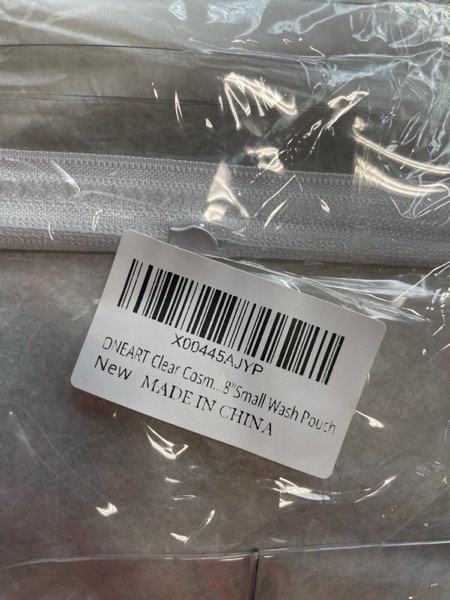 X00445AJYP
ONEART Clear Cosm... 8"Small Wash Pouch
New MADE IN CHINA